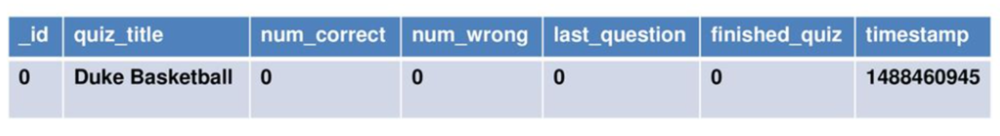 _id quiz_title num_correct num_wrong last_question finished_quiz timestamp
0 Duke Basketball 0 0 0 0 1488460945